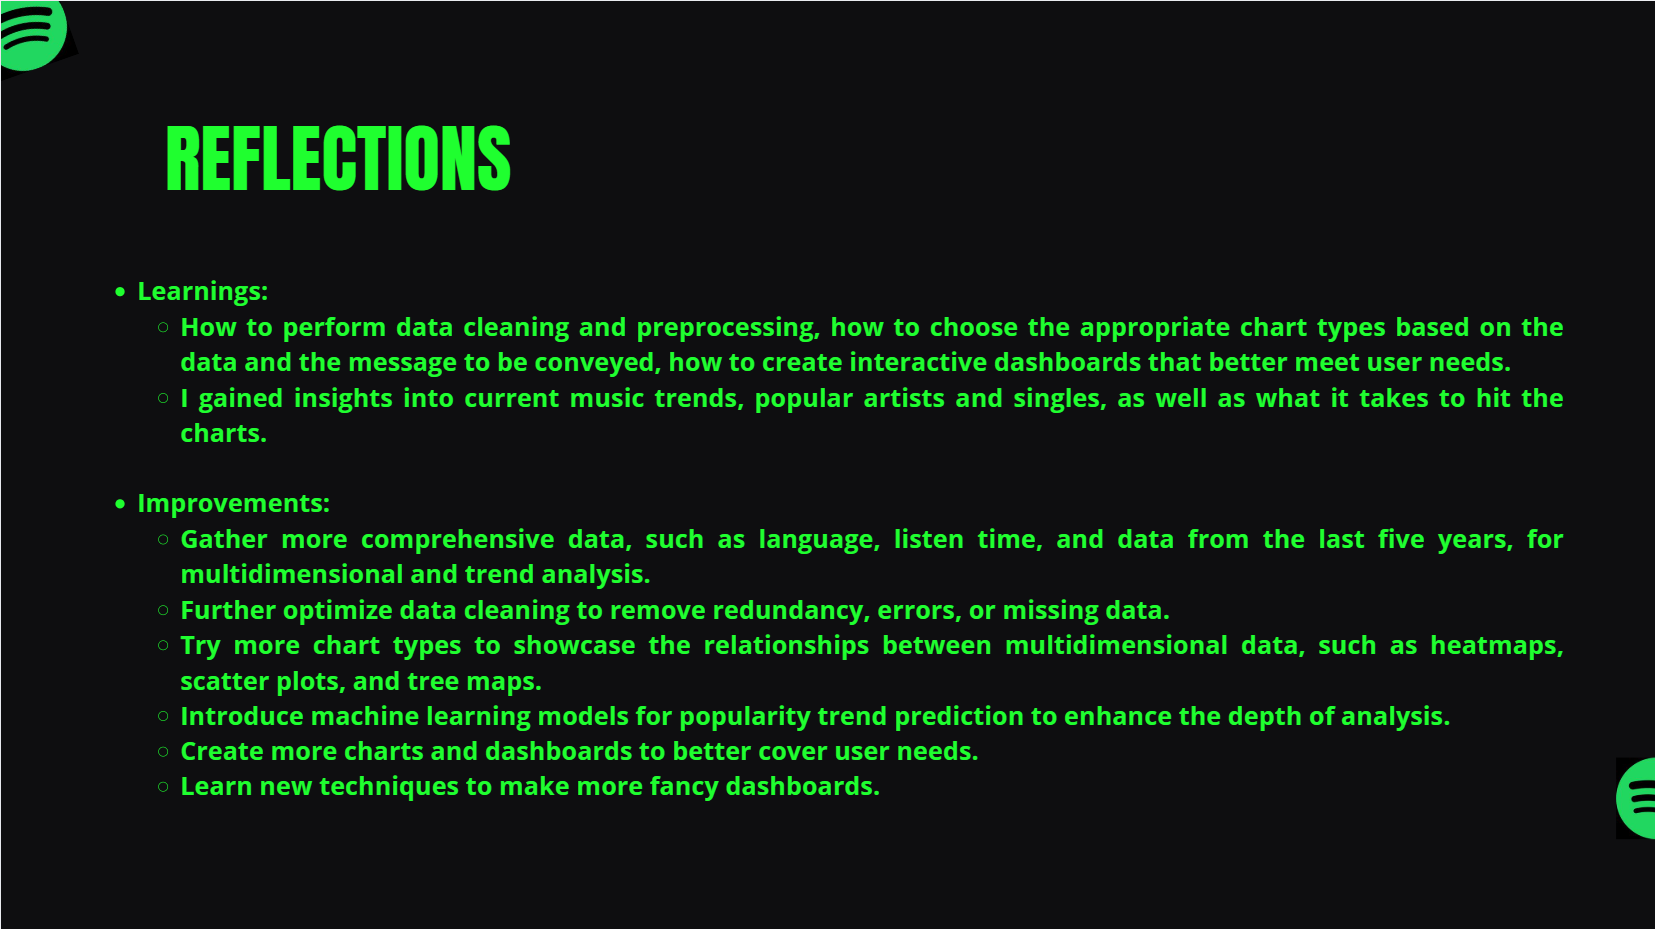 REFLECTIONS
Learnings:
How to perform data cleaning and preprocessing, how to choose the appropriate chart types based on the
data and the message to be conveyed, how to create interactive dashboards that better meet user needs.
I gained insights into current music trends, popular artists and singles, as well as what it takes to hit the
charts.
Improvements:
Gather more comprehensive data, such as language, listen time, and data from the last five years, for
multidimensional and trend analysis.
Further optimize data cleaning to remove redundancy, errors, or missing data.
Try more chart types to showcase the relationships between multidimensional data, such as heatmaps,
scatter plots, and tree maps.
Introduce machine learning models for popularity trend prediction to enhance the depth of analysis.
Create more charts and dashboards to better cover user needs.
Learn new techniques to make more fancy dashboards.